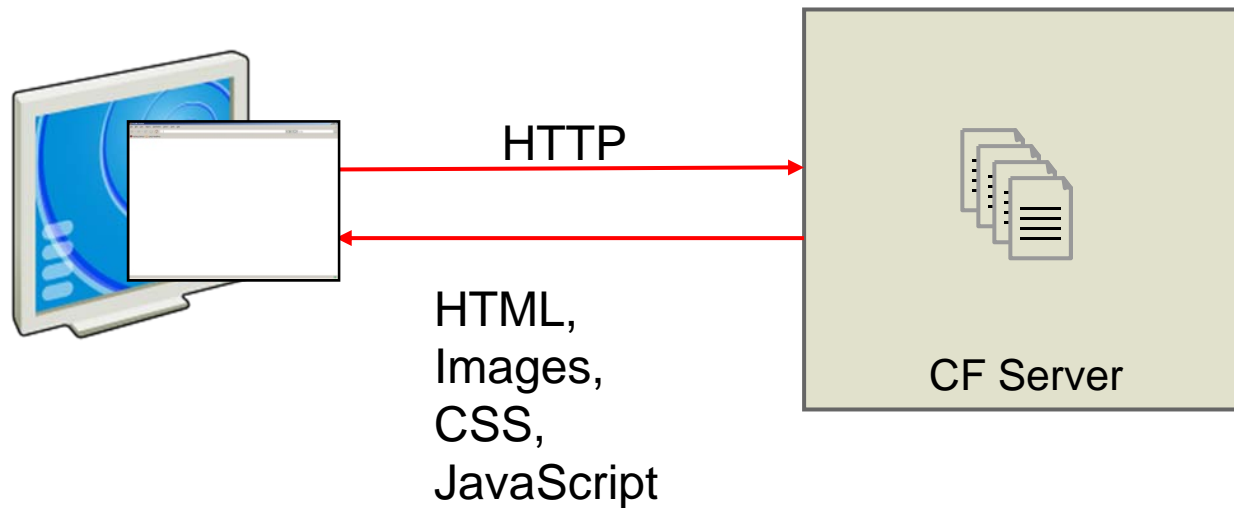 HTTP
HTML,
Images,
CSS,
JavaScript
CF Server